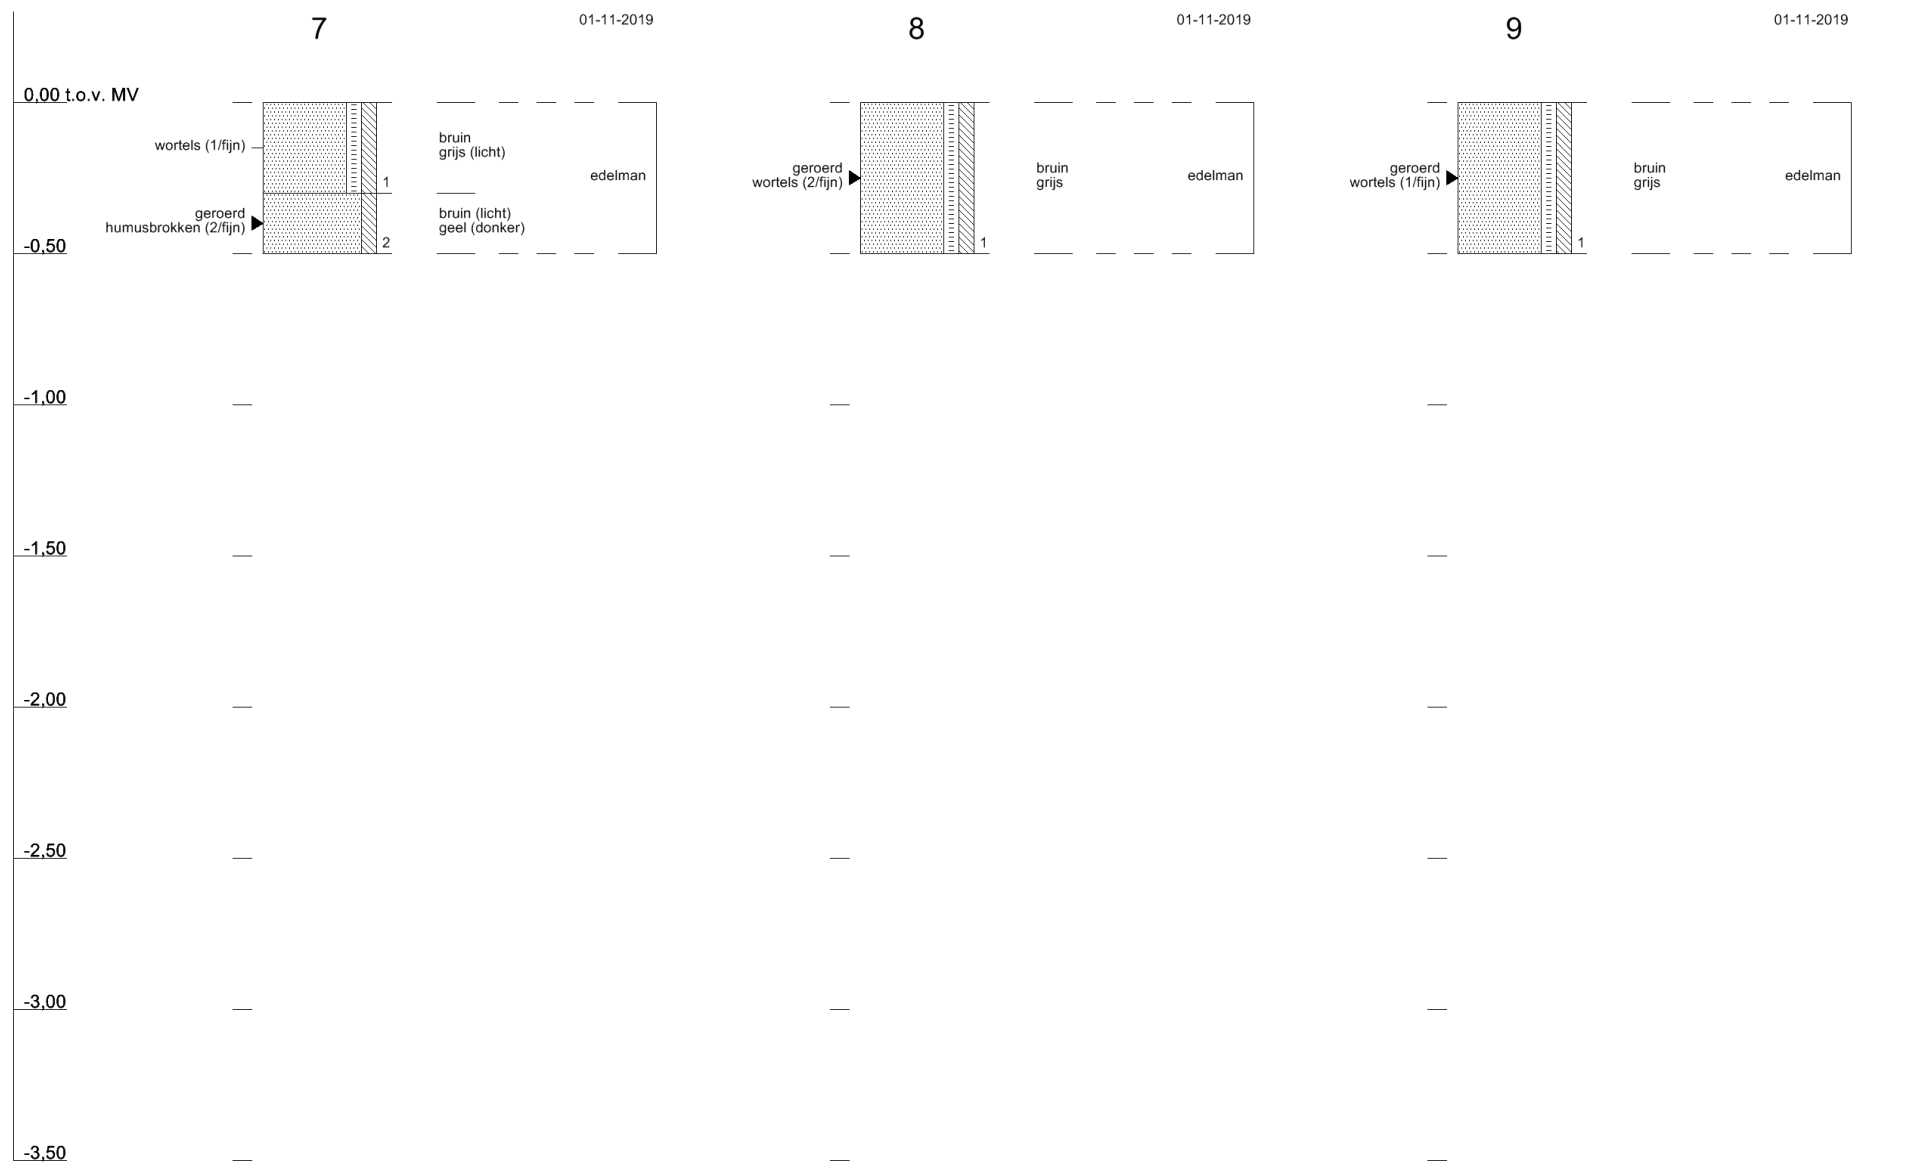 7
01-11-2019
8
01-11-2019
9
01-11-2019
0,00 t.o.v. MV
wortels (1/fijn)
1
bruin
grijs (licht)
edelman
geroerd
humusbrokken (2/fijn)
2
bruin (licht)
geel (donker)
geroerd
wortels (2/fijn)
1
bruin
grijs
edelman
geroerd
wortels (1/fijn)
1
bruin
grijs
edelman
-0,50
-1,00
-1,50
-2,00
-2,50
-3,00
-3,50